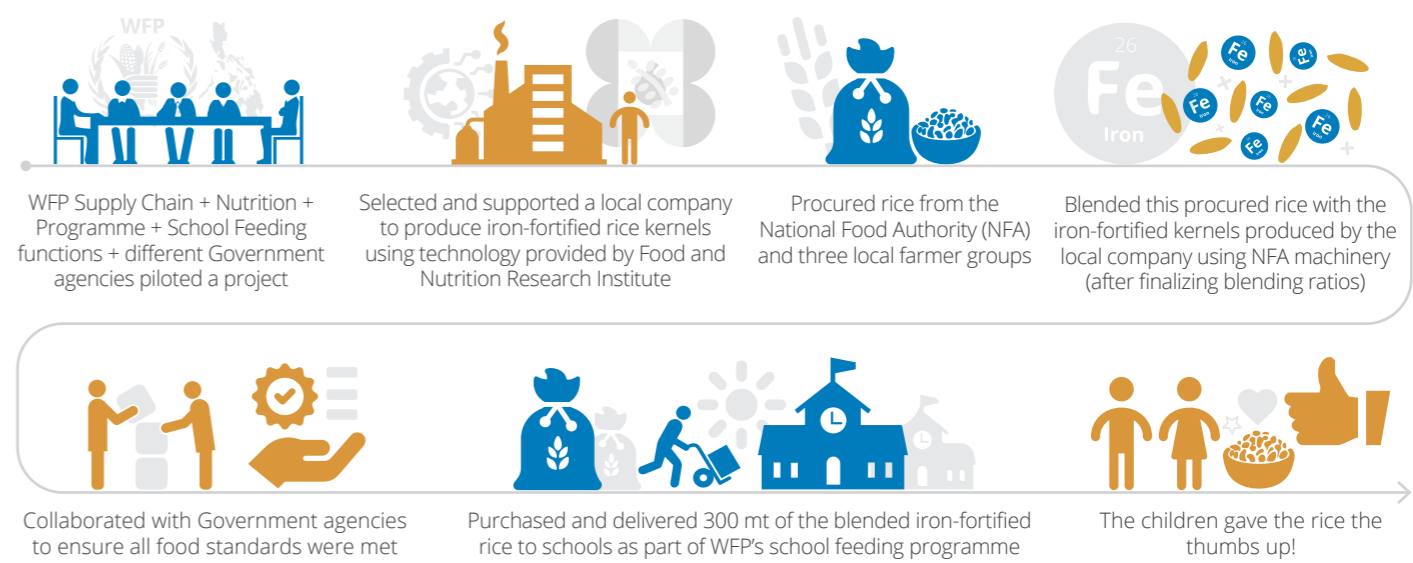 WFP
26
Fe
Iron
26
Fe
Iron
Fe
Fe
Iron
Fe
Iron
Fe
Iron
Fe
Iron
WFP Supply Chain + Nutrition +
Programme + School Feeding
functions + different Government
agencies piloted a project
Selected and supported a local company
to produce iron-fortified rice kernels
using technology provided by Food and
Nutrition Research Institute
Procured rice from the
National Food Authority (NFA)
and three local farmer groups
Blended this procured rice with the
iron-fortified kernels produced by the
local company using NFA machinery
(after finalizing blending ratios)
Collaborated with Government agencies
to ensure all food standards were met
Purchased and delivered 300 mt of the blended iron-fortified
rice to schools as part of WFP’s school feeding programme
The children gave the rice the
thumbs up!